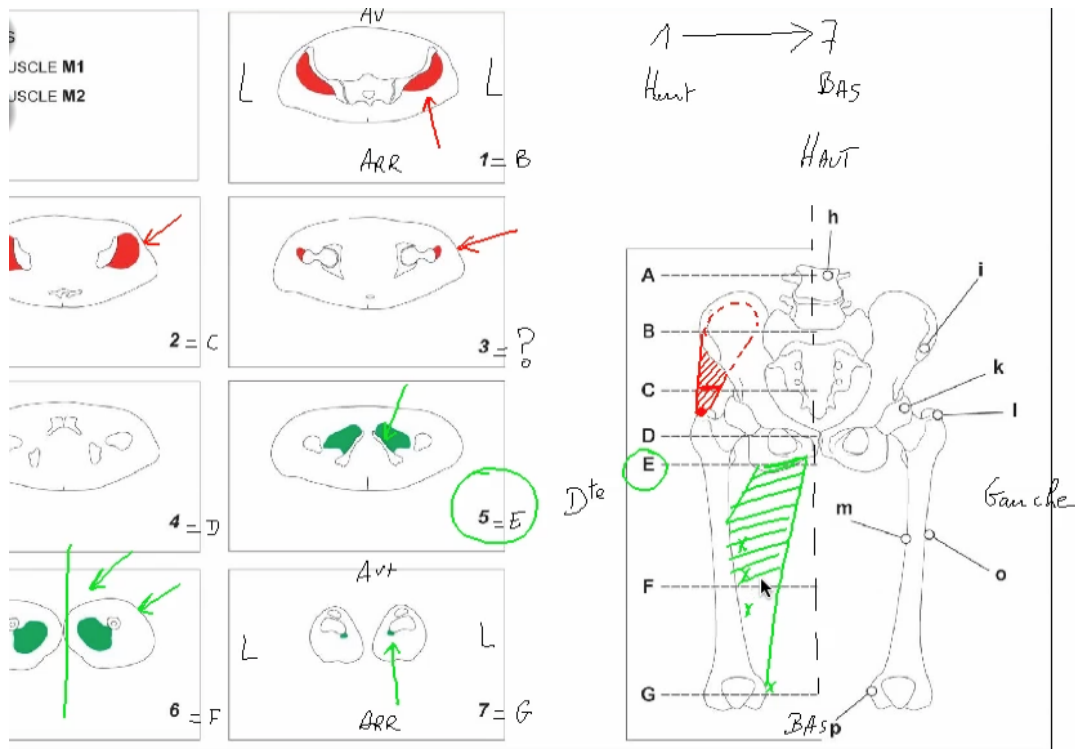 S
USCLE M1
USCLE M2
AV
L
L
ARR
1 = B
2 = C
3 = ?
4 = D
5 = E
6 = F
Avt
L
L
ARR
7 = G
1 → 7
Haut
BAS
HAUT
h
A
i
B
k
C
l
D
E
Dte
Gauche
m
o
F
G
BAS
p